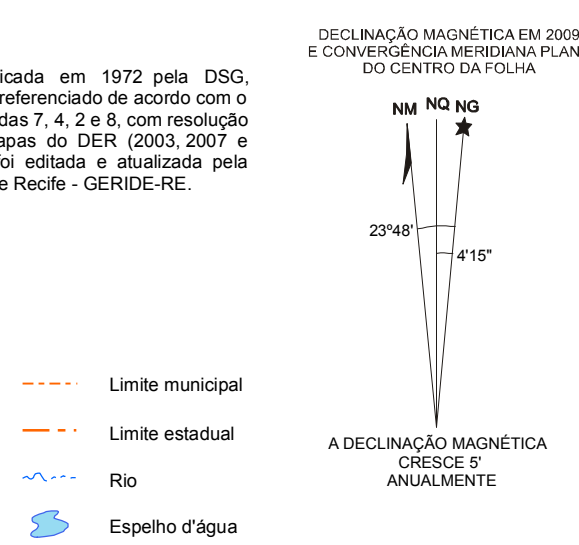 DECLINAÇÃO MAGNÉTICA EM 2009
E CONVERGÊNCIA MERIDIANA PLAN
DO CENTRO DA FOLHA
icada em 1972 pela DSG,
referenciado de acordo com o
das 7, 4, 2 e 8, com resolução
apas do DER (2003, 2007 e
foi editada e atualizada pela
e Recife - GERIDE-RE.
NM NQ NG
23º48'
4'15"
A DECLINAÇÃO MAGNÉTICA
CRESCE 5'
ANUALMENTE
Limite municipal
Limite estadual
Rio
Espelho d'água